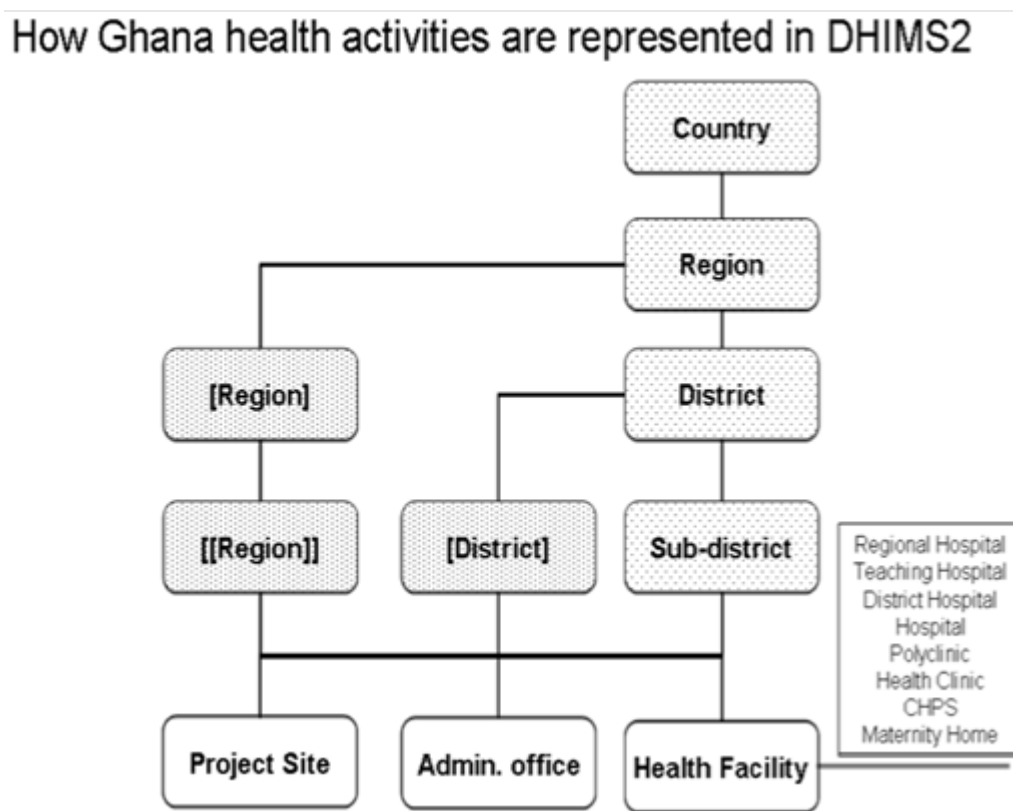 How Ghana health activities are represented in DHIMS2
Country
Region
[Region]
District
[[Region]]
[District]
Sub-district
Regional Hospital
Teaching Hospital
District Hospital
Hospital
Polyclinic
Health Clinic
CHPS
Maternity Home
Project Site
Admin. office
Health Facility